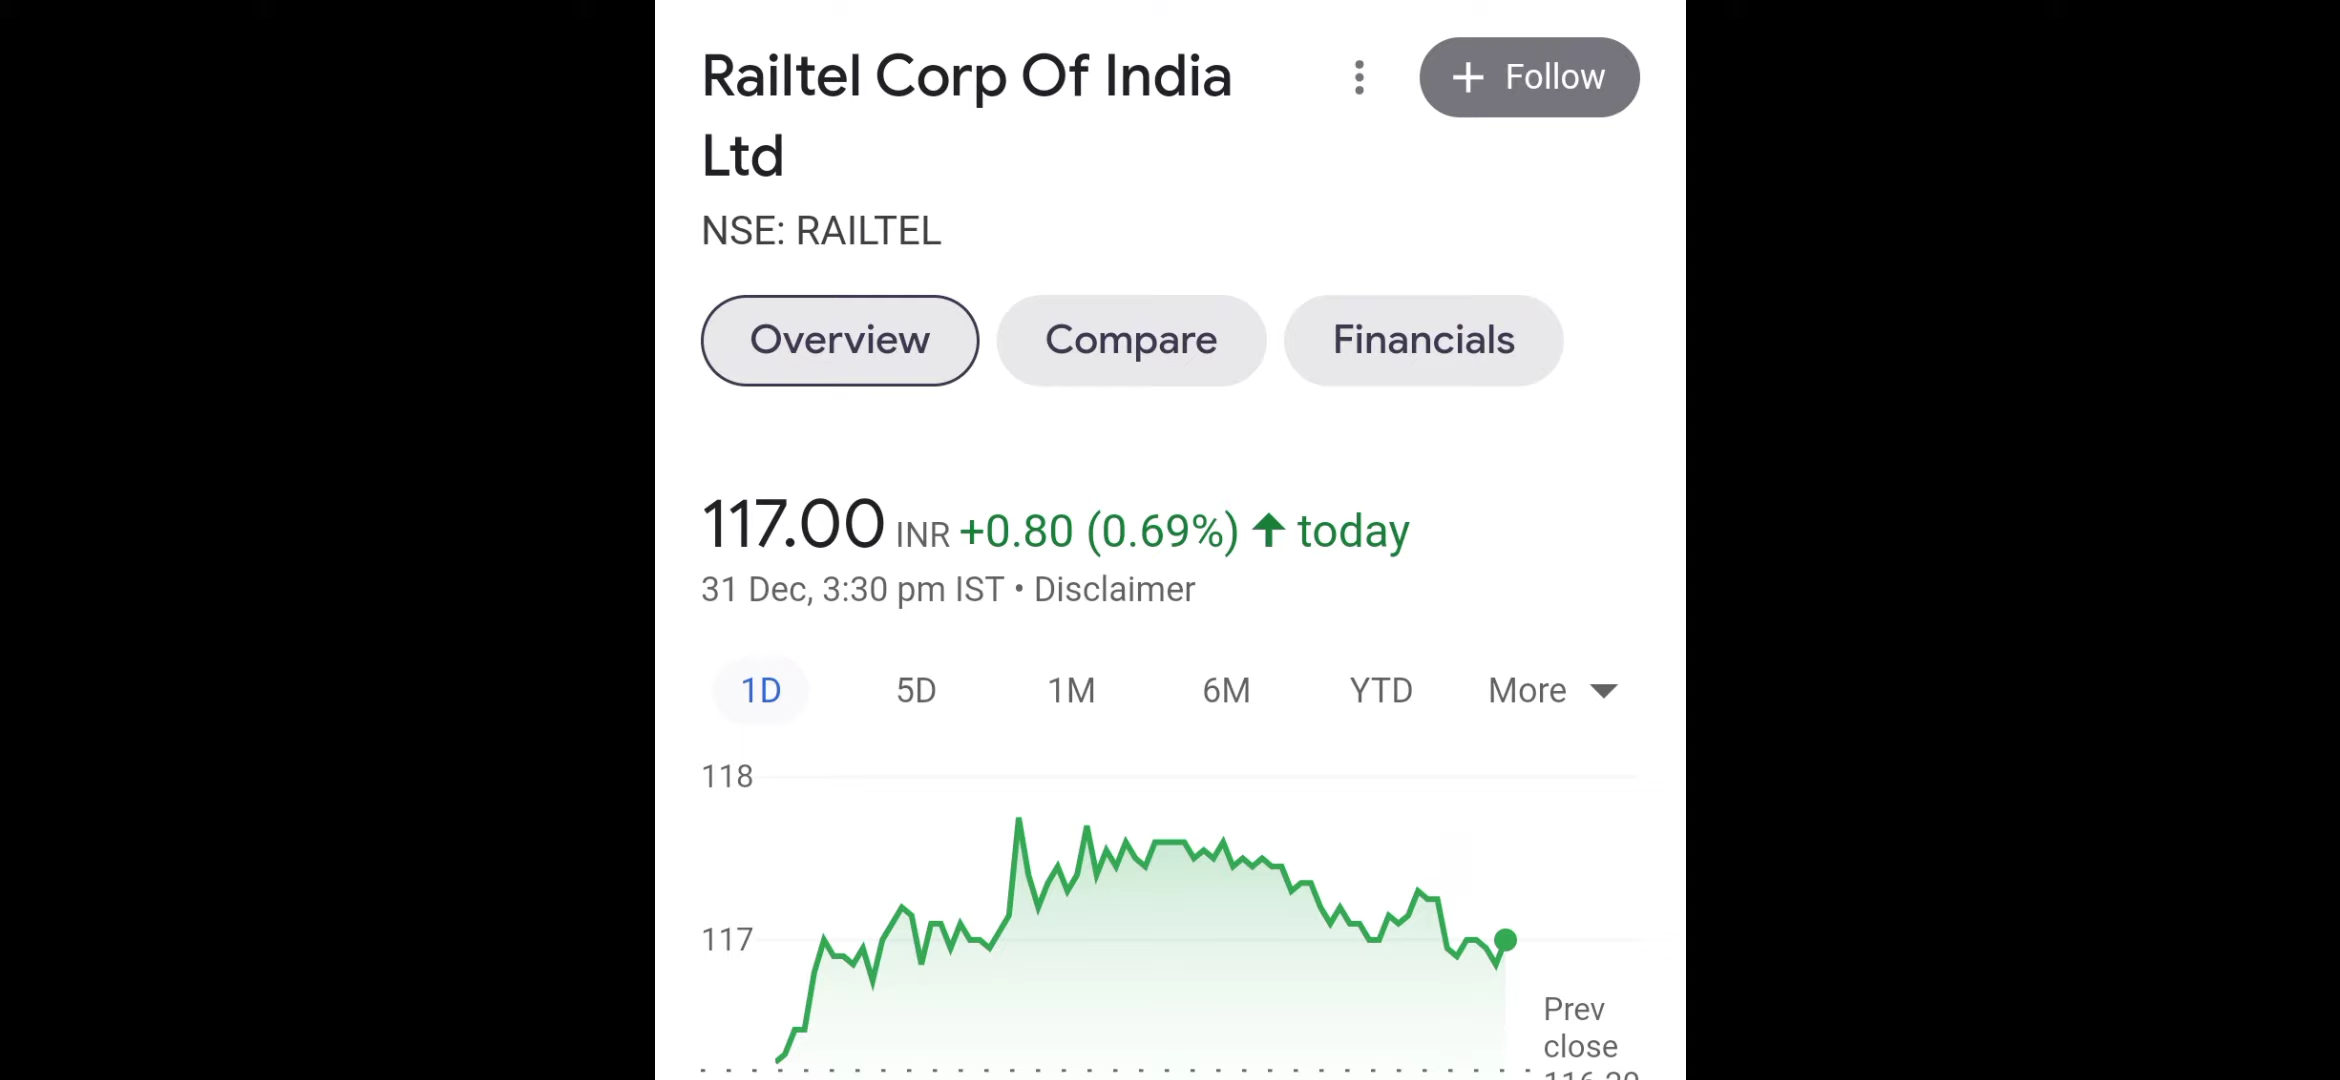 Railtel Corp Of India
Ltd
Follow
NSE: RAILTEL
Overview Compare Financials
117.00 INR +0.80 (0.69%) ↑ today
31 Dec, 3:30 pm IST • Disclaimer
1D 5D 1M 6M YTD More
118
117
Prev
close